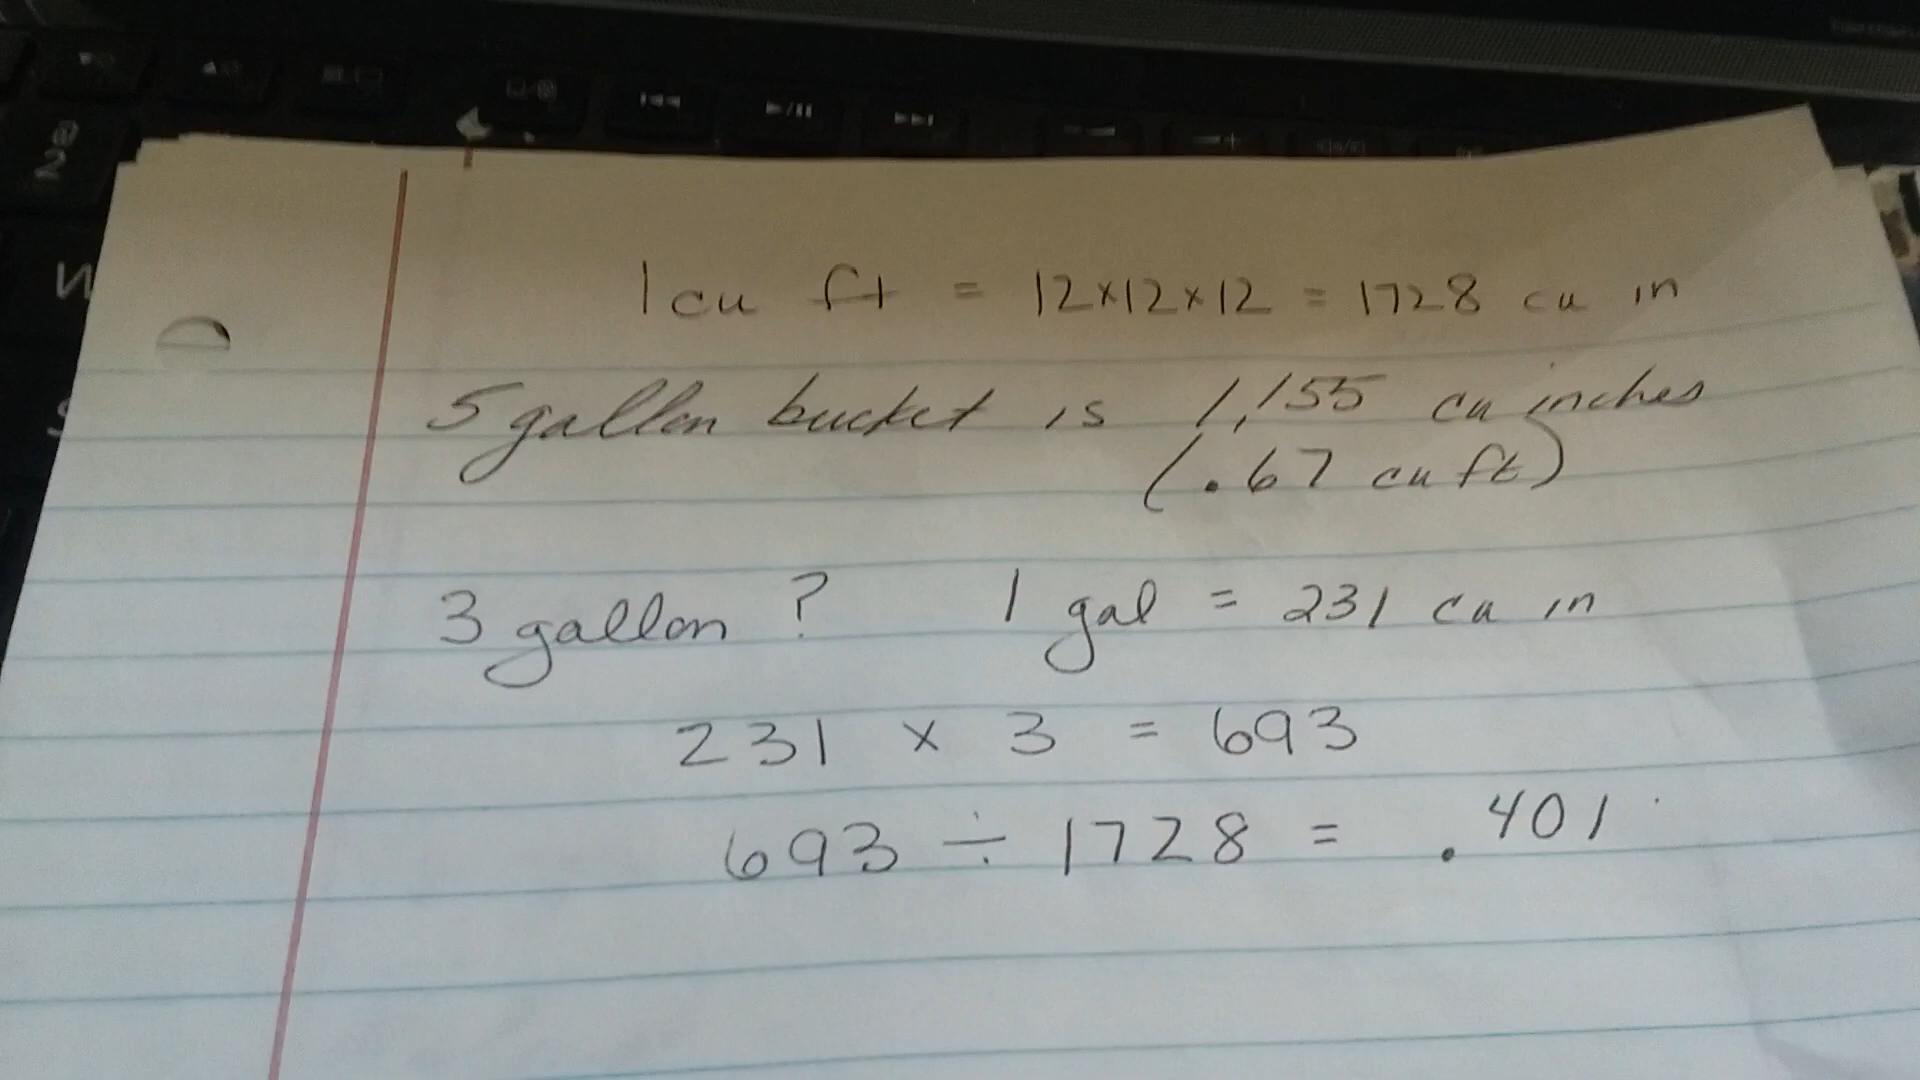 @
2
W
1 cu ft = 12×12×12 = 1728 cu in
5 gallon bucket is 1,155 cu inches
(.67 cu ft)
3 gallon ? 1 gal = 231 cu in
231 × 3 = 693
693 ÷ 1728 = .401